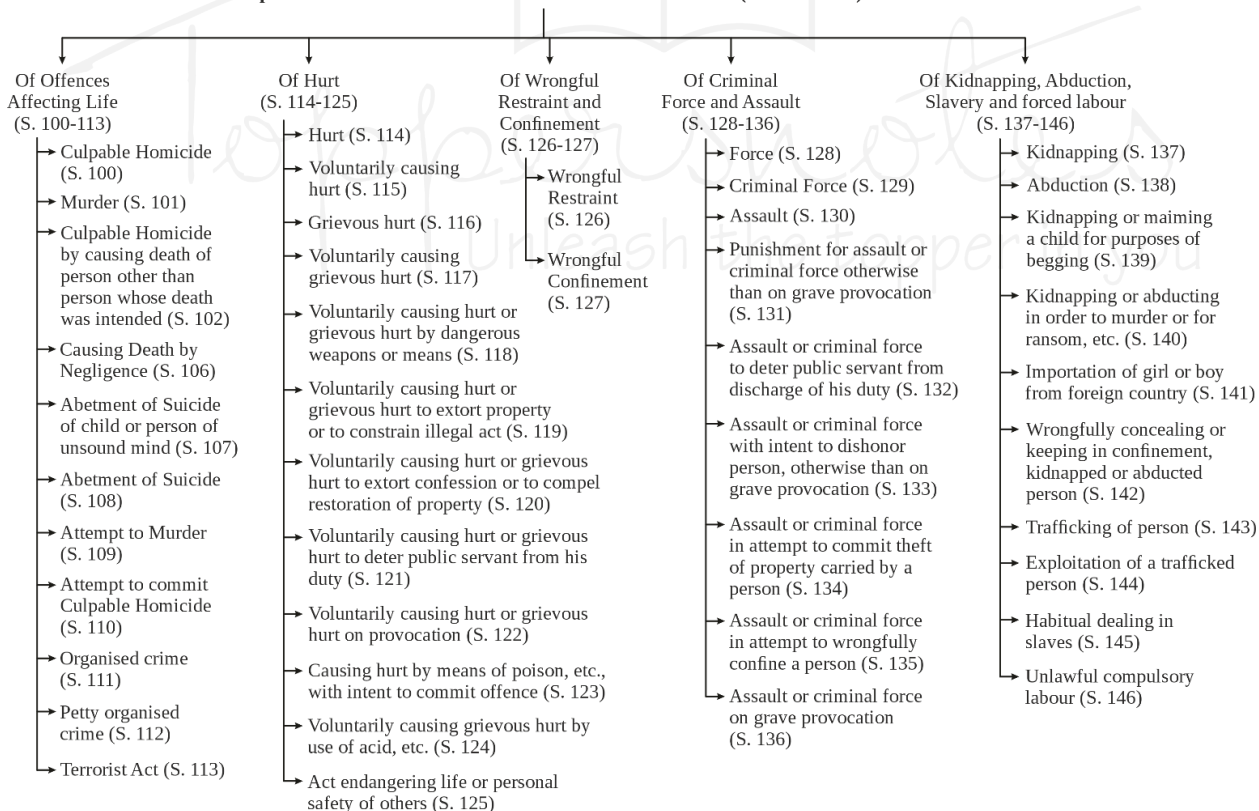 Of Offences
Affecting Life
(S. 100-113)
Culpable Homicide
(S. 100)
Murder (S. 101)
Culpable Homicide
by causing death of
person other than
person whose death
was intended (S. 102)
Causing Death by
Negligence (S. 106)
Abetment of Suicide
of child or person of
unsound mind (S. 107)
Abetment of Suicide
(S. 108)
Attempt to Murder
(S. 109)
Attempt to commit
Culpable Homicide
(S. 110)
Organised crime
(S. 111)
Petty organised
crime (S. 112)
Terrorist Act (S. 113)
Of Hurt
(S. 114-125)
Hurt (S. 114)
Voluntarily causing
hurt (S. 115)
Grievous hurt (S. 116)
Voluntarily causing
grievous hurt (S. 117)
Voluntarily causing hurt or
grievous hurt by dangerous
weapons or means (S. 118)
Voluntarily causing hurt or
grievous hurt to extort property
or to constrain illegal act (S. 119)
Voluntarily causing hurt or grievous
hurt to extort confession or to compel
restoration of property (S. 120)
Voluntarily causing hurt or grievous
hurt to deter public servant from his
duty (S. 121)
Voluntarily causing hurt or grievous
hurt on provocation (S. 122)
Causing hurt by means of poison, etc.,
with intent to commit offence (S. 123)
Voluntarily causing grievous hurt by
use of acid, etc. (S. 124)
Act endangering life or personal
safety of others (S. 125)
Of Wrongful
Restraint and
Confinement
(S. 126-127)
Wrongful
Restraint
(S. 126)
Wrongful
Confinement
(S. 127)
Of Criminal
Force and Assault
(S. 128-136)
Force (S. 128)
Criminal Force (S. 129)
Assault (S. 130)
Punishment for assault or
criminal force otherwise
than on grave provocation
(S. 131)
Assault or criminal force
to deter public servant from
discharge of his duty (S. 132)
Assault or criminal force
with intent to dishonor
person, otherwise than on
grave provocation (S. 133)
Assault or criminal force
in attempt to commit theft
of property carried by a
person (S. 134)
Assault or criminal force
in attempt to wrongfully
confine a person (S. 135)
Assault or criminal force
on grave provocation
(S. 136)
Of Kidnapping, Abduction,
Slavery and forced labour
(S. 137-146)
Kidnapping (S. 137)
Abduction (S. 138)
Kidnapping or maiming
a child for purposes of
begging (S. 139)
Kidnapping or abducting
in order to murder or for
ransom, etc. (S. 140)
Importation of girl or boy
from foreign country (S. 141)
Wrongfully concealing or
keeping in confinement,
kidnapped or abducted
person (S. 142)
Trafficking of person (S. 143)
Exploitation of a trafficked
person (S. 144)
Habitual dealing in
slaves (S. 145)
Unlawful compulsory
labour (S. 146)
Toppersnotes
Unleash the topper in you